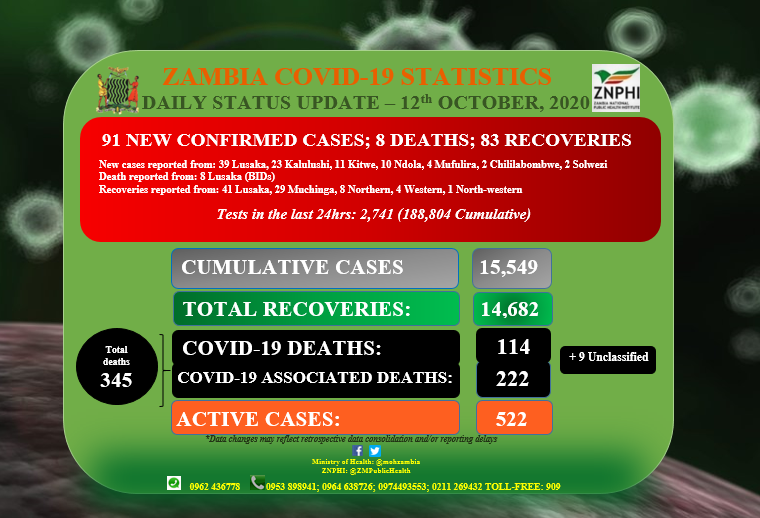 ZAMBIA COVID-19 STATISTICS
DAILY STATUS UPDATE – 12th OCTOBER, 2020
ZNPHI
ZAMBIA NATIONAL
PUBLIC HEALTH INSTITUTE
91 NEW CONFIRMED CASES; 8 DEATHS; 83 RECOVERIES
New cases reported from: 39 Lusaka, 23 Kalulushi, 11 Kitwe, 10 Ndola, 4 Mufulira, 2 Chililabombwe, 2 Solwezi
Death reported from: 8 Lusaka (BIDs)
Recoveries reported from: 41 Lusaka, 29 Muchinga, 8 Northern, 4 Western, 1 North-western
Tests in the last 24hrs: 2,741 (188,804 Cumulative)
CUMULATIVE CASES 15,549
TOTAL RECOVERIES: 14,682
Total
deaths
345
COVID-19 DEATHS: 114
COVID-19 ASSOCIATED DEATHS: 222
+ 9 Unclassified
ACTIVE CASES: 522
*Data changes may reflect retrospective data consolidation and/or reporting delays
Ministry of Health: @mohzambia
ZNPHI: @ZMPublicHealth
0962 436778 0953 898941; 0964 638726; 0974493553; 0211 269432 TOLL-FREE: 909